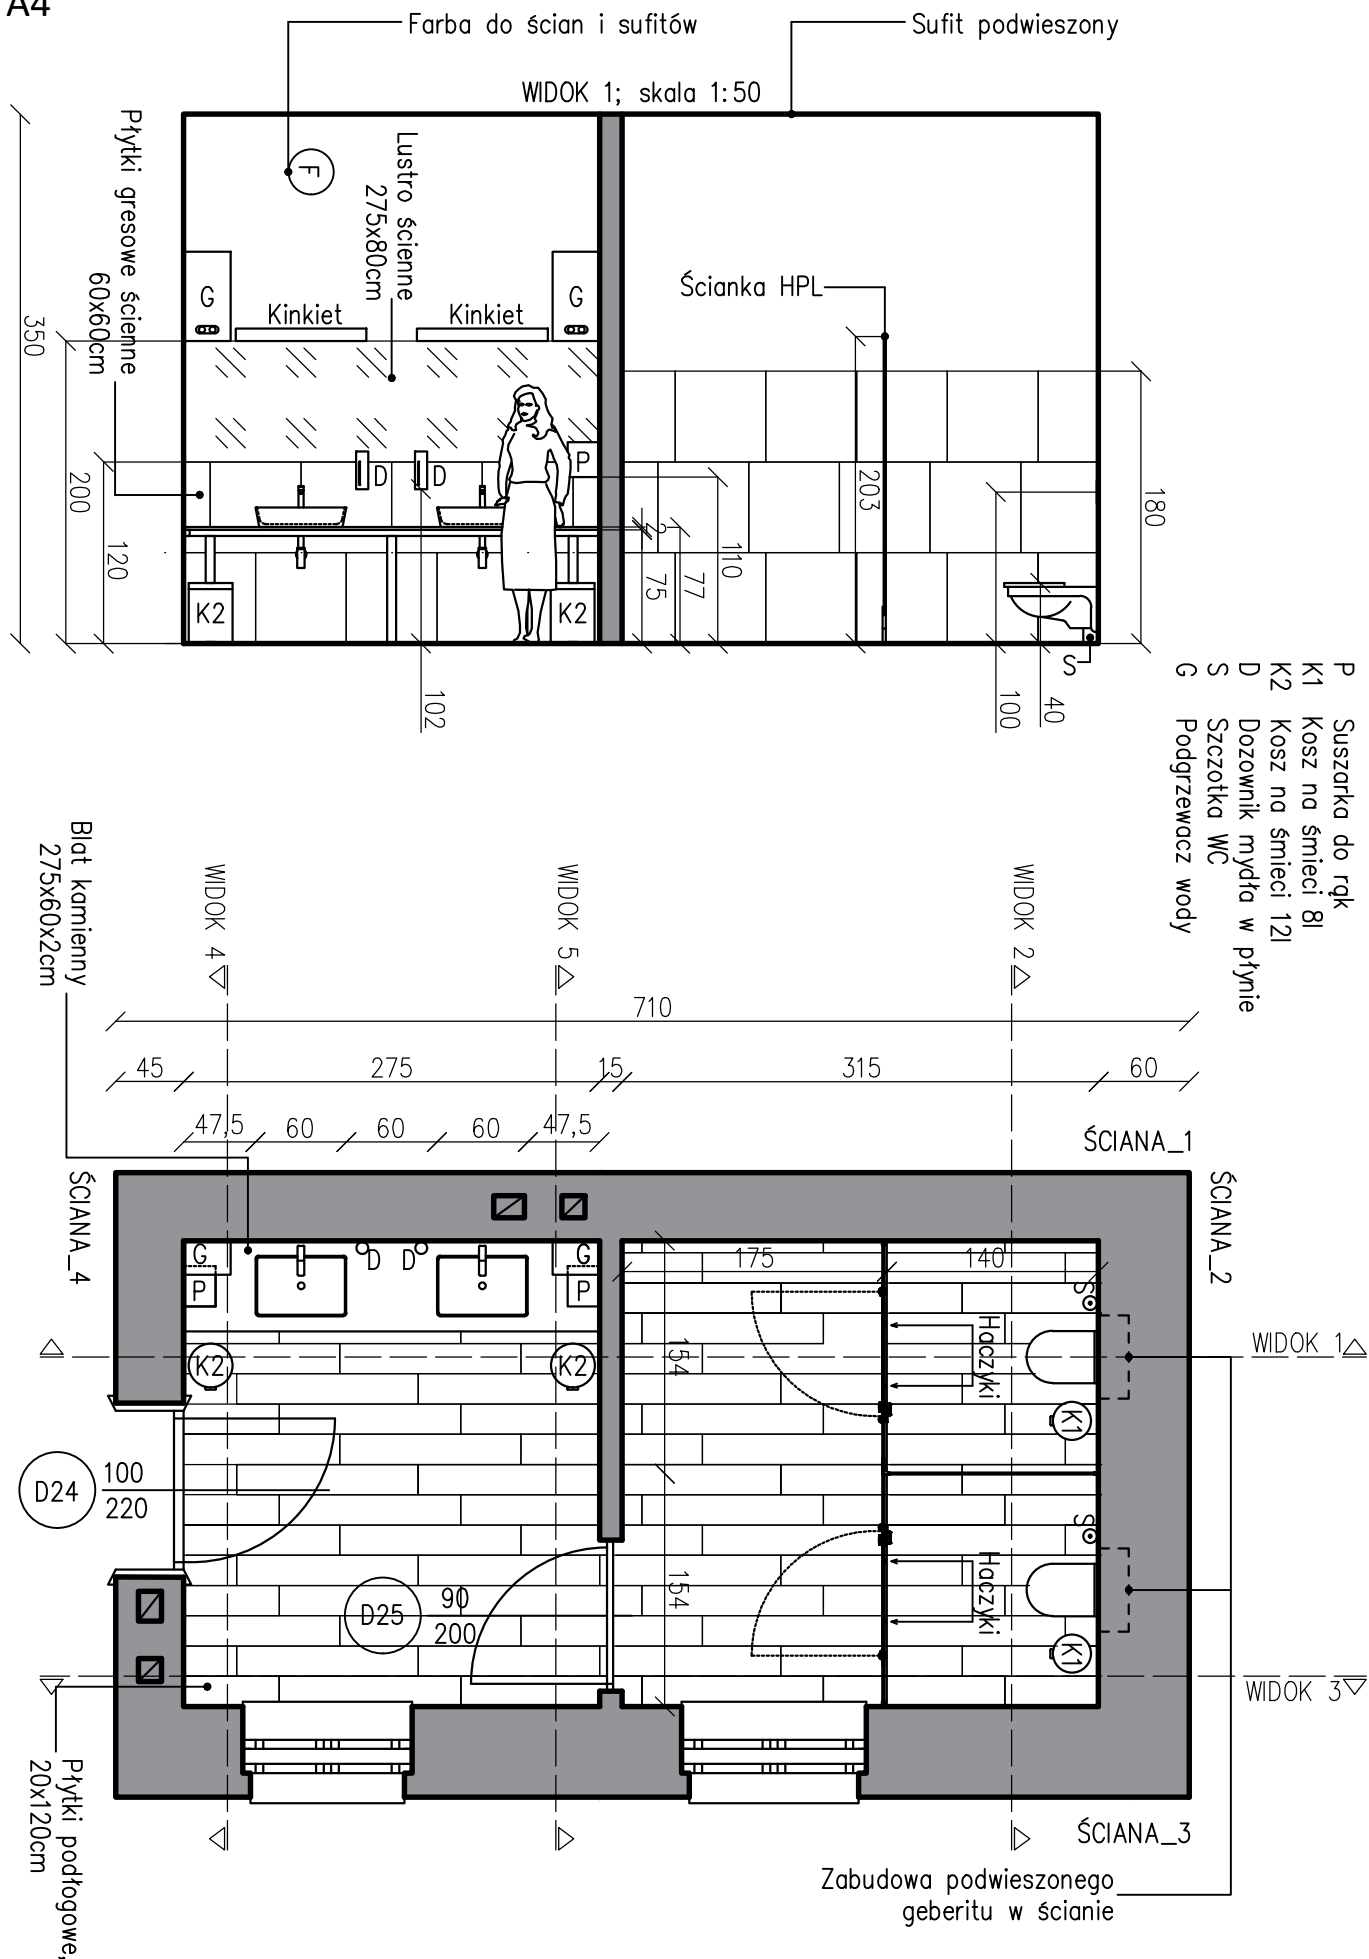 A4
Farba do ścian i sufitów
Sufit podwieszony
WIDOK 1; skala 1:50
Płytki gresowe ścienne
60x60cm
F
Lustro ścienne
275x80cm
G
Kinkiet
Kinkiet
G
Ścianka HPL
350
200
120
D
D
P
K2
K2
2
75
77
110
203
180
102
100
40
S
P Suszarka do rąk
K1 Kosz na śmieci 8l
K2 Kosz na śmieci 12l
D Dozownik mydła w płynie
S Szczotka WC
G Podgrzewacz wody
Blat kamienny
275x60x2cm
WIDOK 4
WIDOK 5
WIDOK 2
710
45
275
15
315
60
47,5
60
60
60
47,5
ŚCIANA_1
ŚCIANA_4
ŚCIANA_2
G
P
D
D
G
P
175
140
S
Haczyki
154
WIDOK 1
K2
K2
K1
D24
100
220
S
Haczyki
154
D25
90
200
K1
WIDOK 3
Płytki podłogowe,
20x120cm
ŚCIANA_3
Zabudowa podwieszonego
geberitu w ścianie